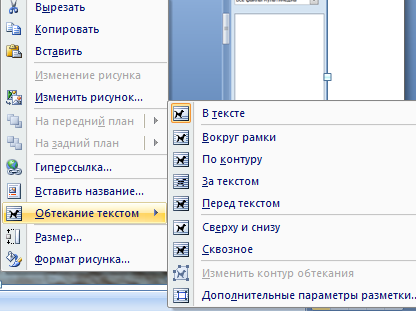 Вырезать
Копировать
Вставить
Изменение рисунка
Изменить рисунок...
На передний план
На задний план
Гиперссылка...
Вставить название...
Обтекание текстом
Размер...
Формат рисунка...
В тексте
Вокруг рамки
По контуру
За текстом
Перед текстом
Сверху и снизу
Сквозное
Изменить контур обтекания
Дополнительные параметры разметки...